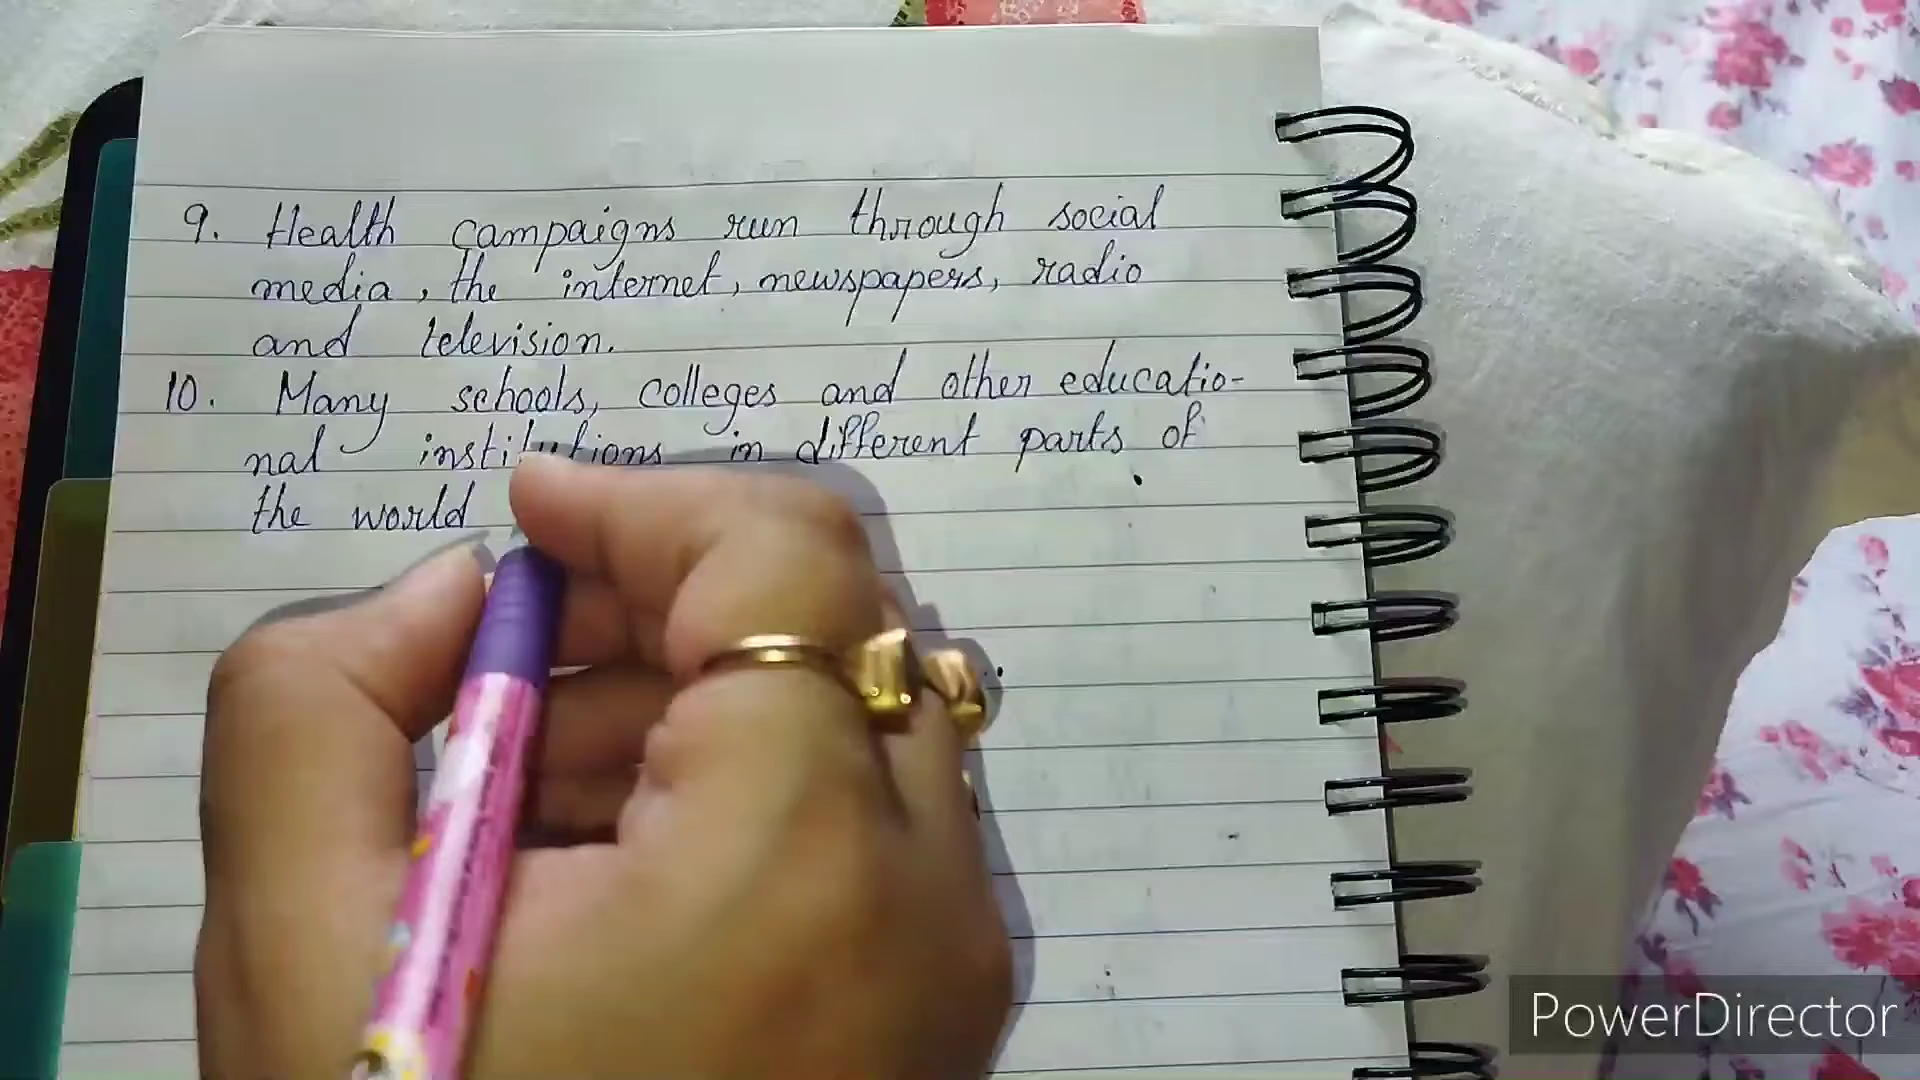 9. Health campaigns run through social
media, the internet, newspapers, radio
and television.
10. Many schools, colleges and other educatio-
nal institutions in different parts of
the world
PowerDirector